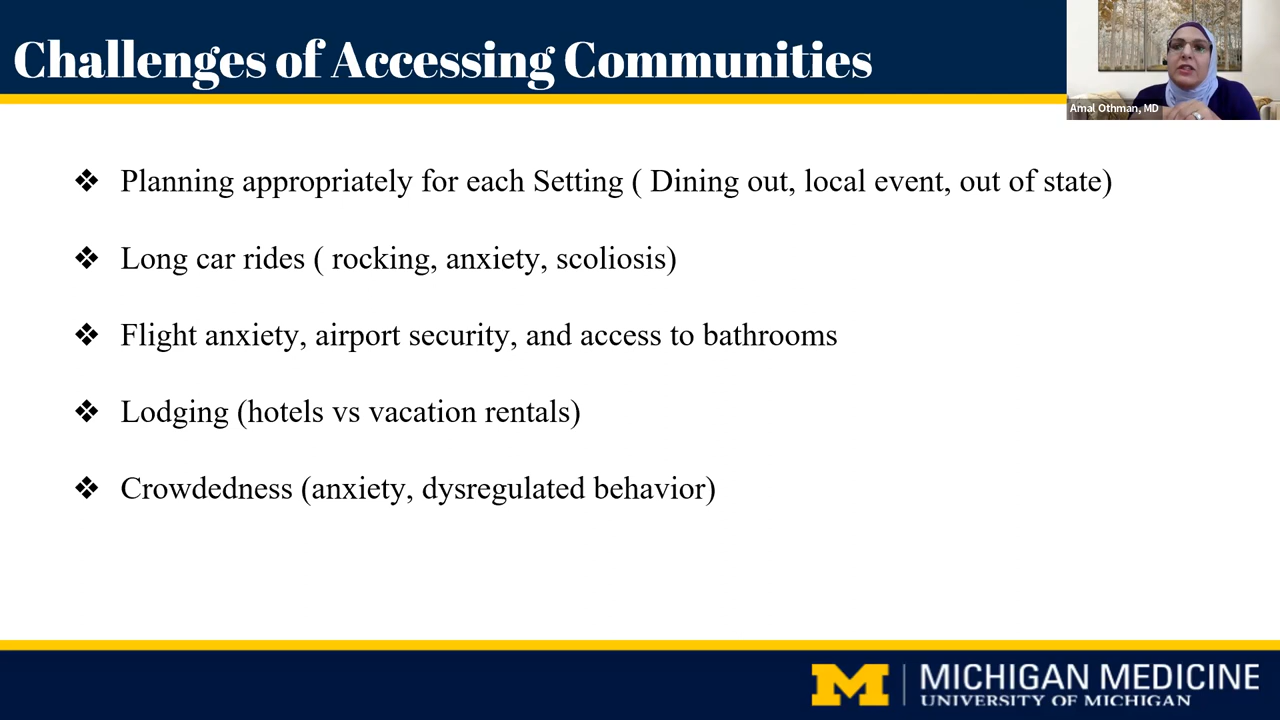 Challenges of Accessing Communities
Amal Othman, MD
❖ Planning appropriately for each Setting ( Dining out, local event, out of state)
❖ Long car rides ( rocking, anxiety, scoliosis)
❖ Flight anxiety, airport security, and access to bathrooms
❖ Lodging (hotels vs vacation rentals)
❖ Crowdedness (anxiety, dysregulated behavior)
M
MICHIGAN MEDICINE
UNIVERSITY OF MICHIGAN